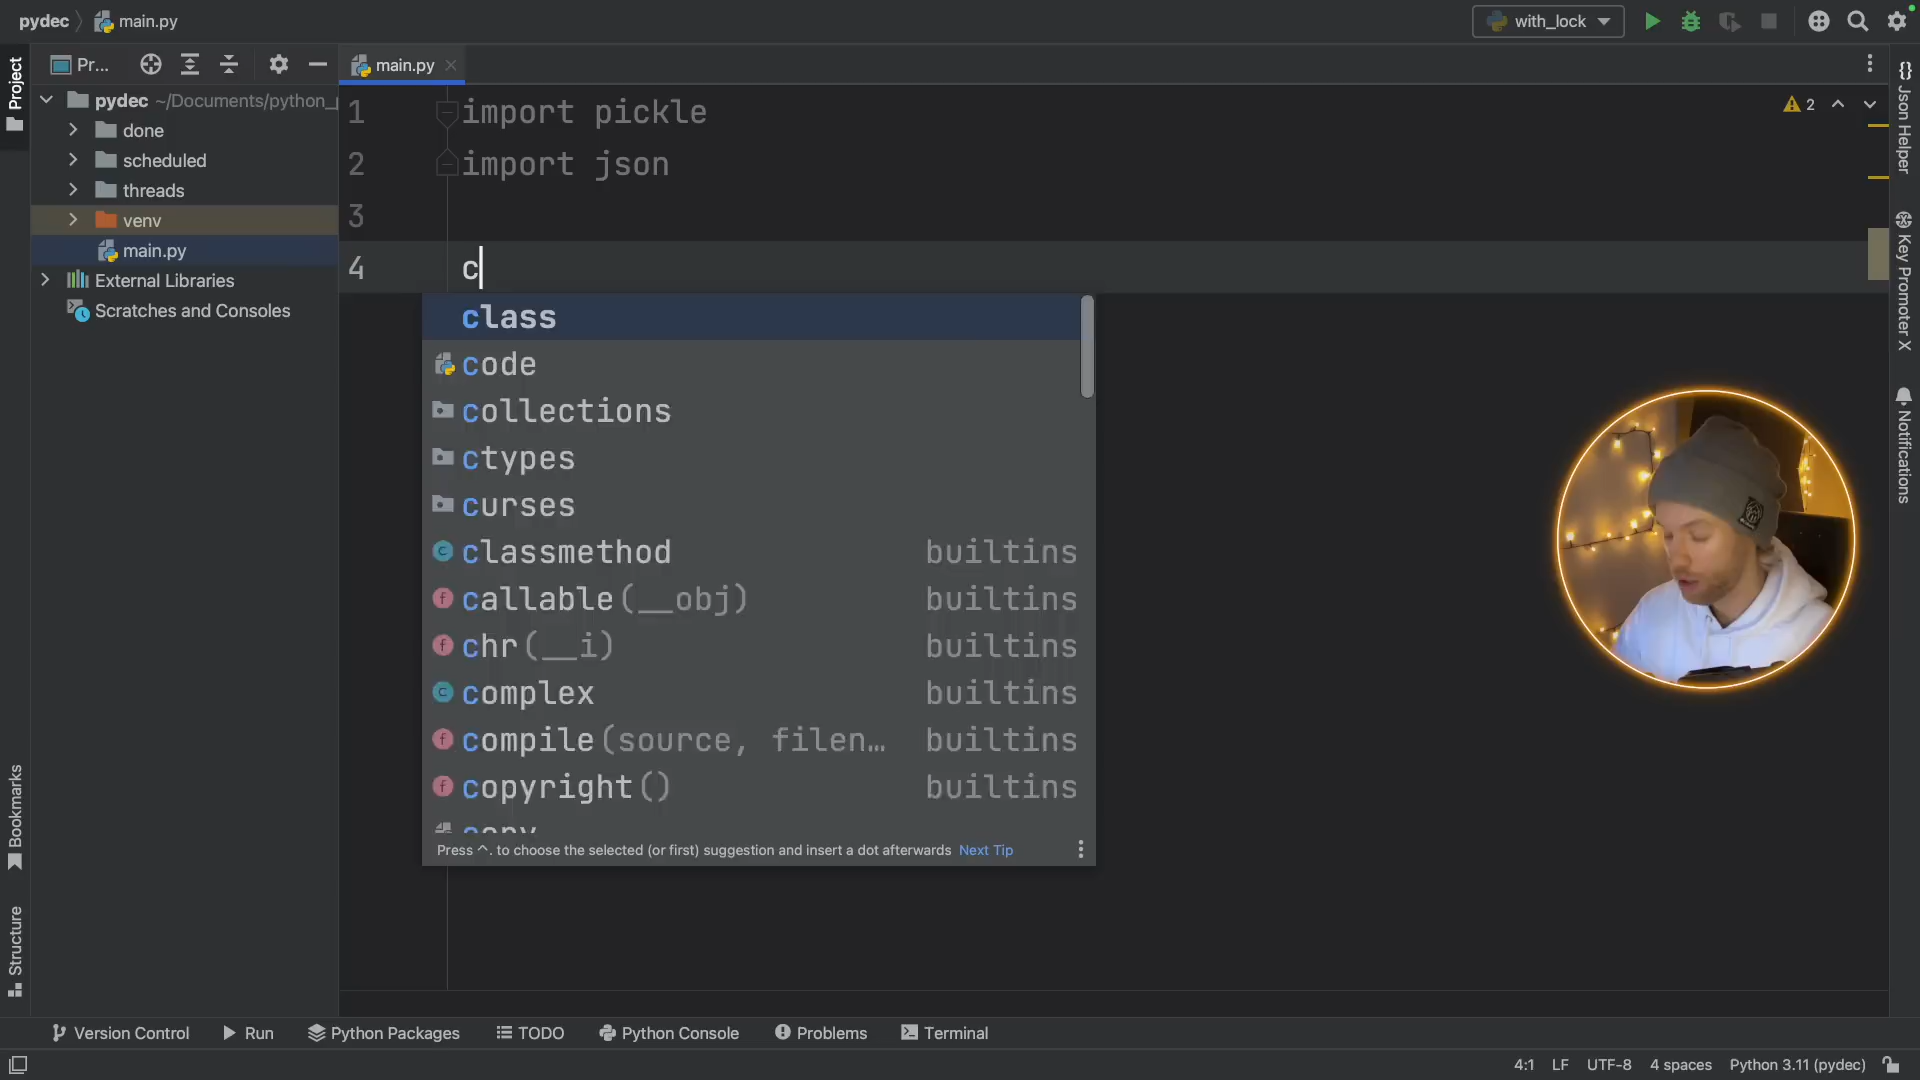 pydec
main.py
with_lock
Project
Pr...
main.py
pydec ~/Documents/python_
done
scheduled
threads
venv
main.py
External Libraries
Scratches and Consoles
1 import pickle
2 import json
3
4 c
2
class
code
collections
ctypes
curses
classmethod builtins
callable(__obj) builtins
chr(__i) builtins
complex builtins
compile(source, filen… builtins
copyright() builtins
copy
Press ^. to choose the selected (or first) suggestion and insert a dot afterwards Next Tip
Json Helper
Key Promoter X
Notifications
Bookmarks
Structure
Version Control
Run
Python Packages
TODO
Python Console
Problems
Terminal
4:1 LF UTF-8 4 spaces Python 3.11 (pydec)